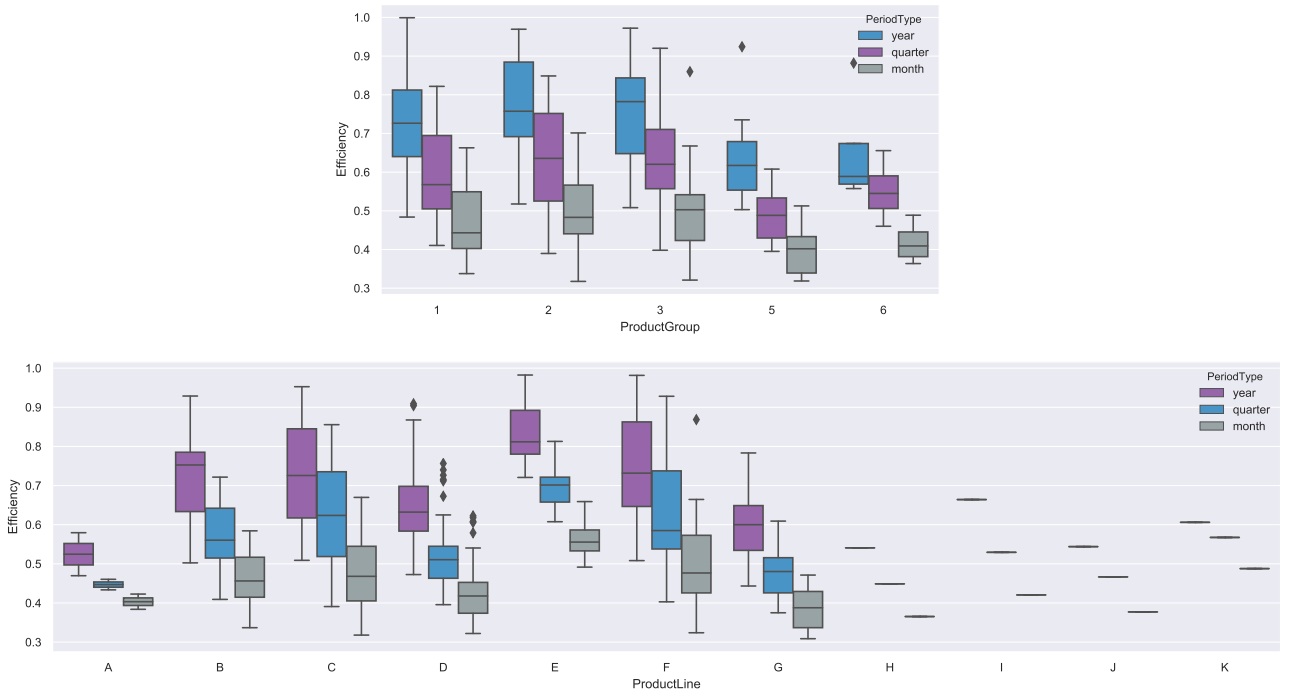 1.0
0.9
0.8
0.7
0.6
0.5
0.4
0.3
Efficiency
PeriodType
year
quarter
month
1 2 3 5 6
ProductGroup
1.0
0.9
0.8
0.7
0.6
0.5
0.4
0.3
Efficiency
PeriodType
year
quarter
month
A B C D E F G H I J K
ProductLine